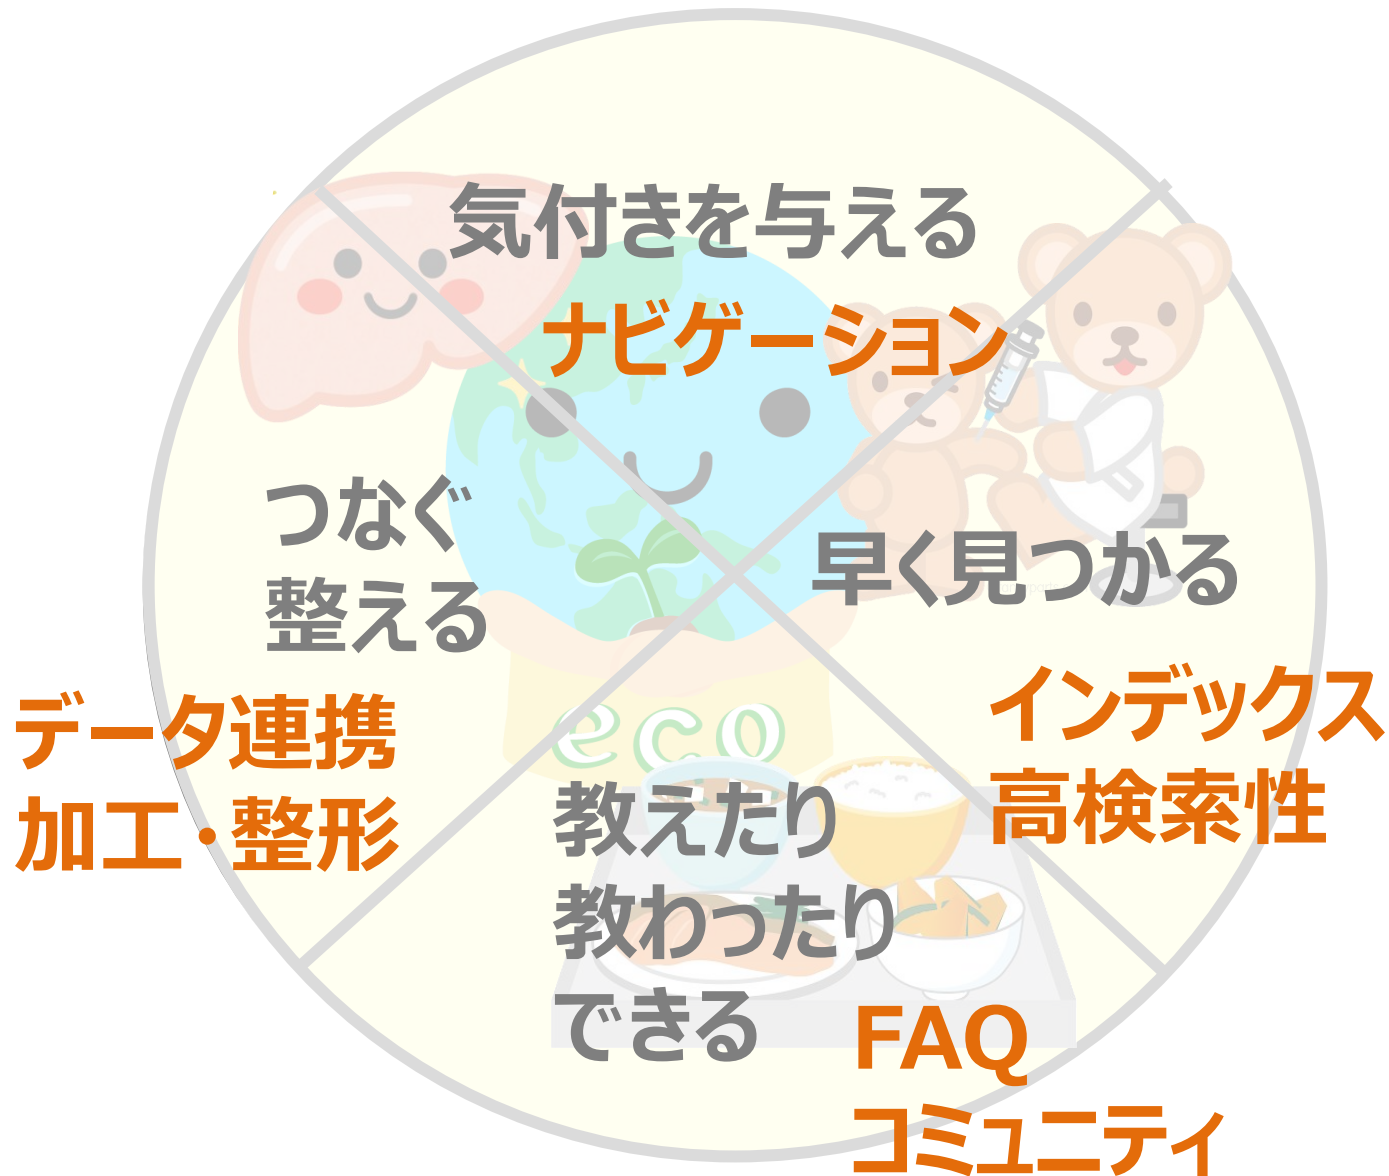 気付きを与える
ナビゲーション
つなぐ
整える
早く見つかる
データ連携
加工・整形
インデックス
高検索性
eco
教えたり
教わったり
できる
FAQ
コミュニティ